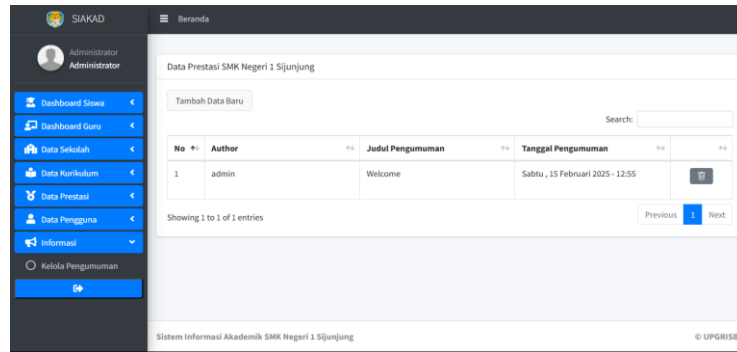 SIAKAD
Beranda
Administrator
Administrator
Dashboard Siswa
Dashboard Guru
Data Sekolah
Data Kurikulum
Data Prestasi
Data Pengguna
Informasi
Kelola Pengumuman
Data Prestasi SMK Negeri 1 Sijunjung
Tambah Data Baru
Search:
No Author Judul Pengumuman Tanggal Pengumuman
1 admin Welcome Sabtu , 15 Februari 2025 - 12:55
Showing 1 to 1 of 1 entries
Previous 1 Next
Sistem Informasi Akademik SMK Negeri 1 Sijunjung
© UPGRISB